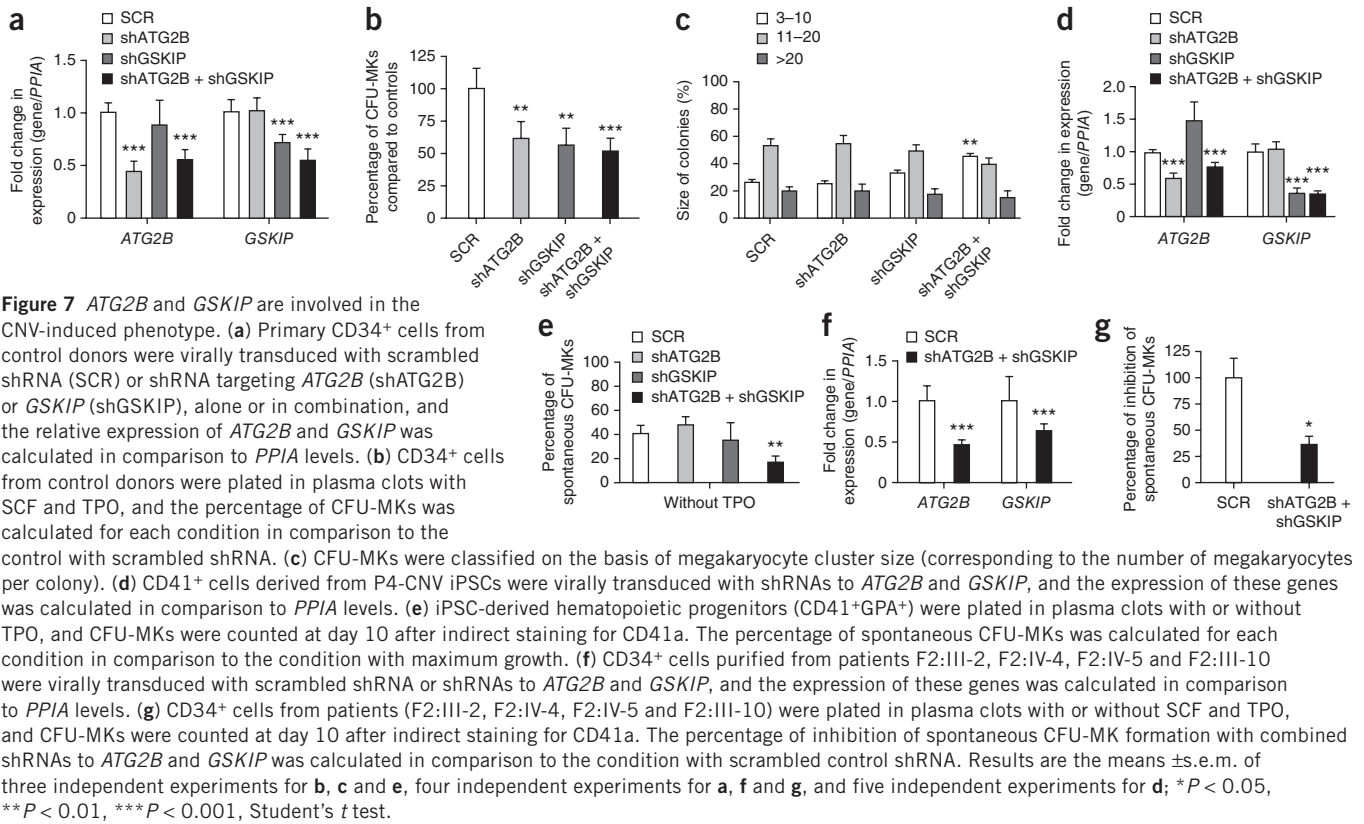 a
SCR
shATG2B
shGSKIP
shATG2B + shGSKIP
Fold change in
expression (gene/PPIA)
1.5
1.0
0.5
0
***
***
***
***
ATG2B
GSKIP
b
Percentage of CFU-MKs
compared to controls
125
100
75
50
25
0
**
**
***
SCR
shATG2B
shGSKIP
shATG2B +
shGSKIP
c
3–10
11–20
>20
Size of colonies (%)
100
80
60
40
20
0
**
SCR
shATG2B
shGSKIP
shATG2B +
shGSKIP
d
SCR
shATG2B
shGSKIP
shATG2B + shGSKIP
Fold change in expression
(gene/PPIA)
2.0
1.5
1.0
0.5
0
***
***
***
***
ATG2B
GSKIP
Figure 7 ATG2B and GSKIP are involved in the
CNV-induced phenotype. (a) Primary CD34+ cells from
control donors were virally transduced with scrambled
shRNA (SCR) or shRNA targeting ATG2B (shATG2B)
or GSKIP (shGSKIP), alone or in combination, and
the relative expression of ATG2B and GSKIP was
calculated in comparison to PPIA levels. (b) CD34+ cells
from control donors were plated in plasma clots with
SCF and TPO, and the percentage of CFU-MKs was
calculated for each condition in comparison to the
control with scrambled shRNA. (c) CFU-MKs were classified on the basis of megakaryocyte cluster size (corresponding to the number of megakaryocytes
per colony). (d) CD41+ cells derived from P4-CNV iPSCs were virally transduced with shRNAs to ATG2B and GSKIP, and the expression of these genes
was calculated in comparison to PPIA levels. (e) iPSC-derived hematopoietic progenitors (CD41+GPA+) were plated in plasma clots with or without
TPO, and CFU-MKs were counted at day 10 after indirect staining for CD41a. The percentage of spontaneous CFU-MKs was calculated for each
condition in comparison to the condition with maximum growth. (f) CD34+ cells purified from patients F2:III-2, F2:IV-4, F2:IV-5 and F2:III-10
were virally transduced with scrambled shRNA or shRNAs to ATG2B and GSKIP, and the expression of these genes was calculated in comparison
to PPIA levels. (g) CD34+ cells from patients (F2:III-2, F2:IV-4, F2:IV-5 and F2:III-10) were plated in plasma clots with or without SCF and TPO,
and CFU-MKs were counted at day 10 after indirect staining for CD41a. The percentage of inhibition of spontaneous CFU-MK formation with combined
shRNAs to ATG2B and GSKIP was calculated in comparison to the condition with scrambled control shRNA. Results are the means ±s.e.m. of
three independent experiments for b, c and e, four independent experiments for a, f and g, and five independent experiments for d; *P < 0.05,
**P < 0.01, ***P < 0.001, Student's t test.
e
SCR
shATG2B
shGSKIP
shATG2B + shGSKIP
Percentage of
spontaneous CFU-MKs
100
80
60
40
20
0
**
Without TPO
f
SCR
shATG2B + shGSKIP
Fold change in
expression (gene/PPIA)
1.5
1.0
0.5
0
***
***
ATG2B
GSKIP
g
Percentage of inhibition of
spontaneous CFU-MKs
125
100
75
50
25
0
*
SCR
shATG2B +
shGSKIP